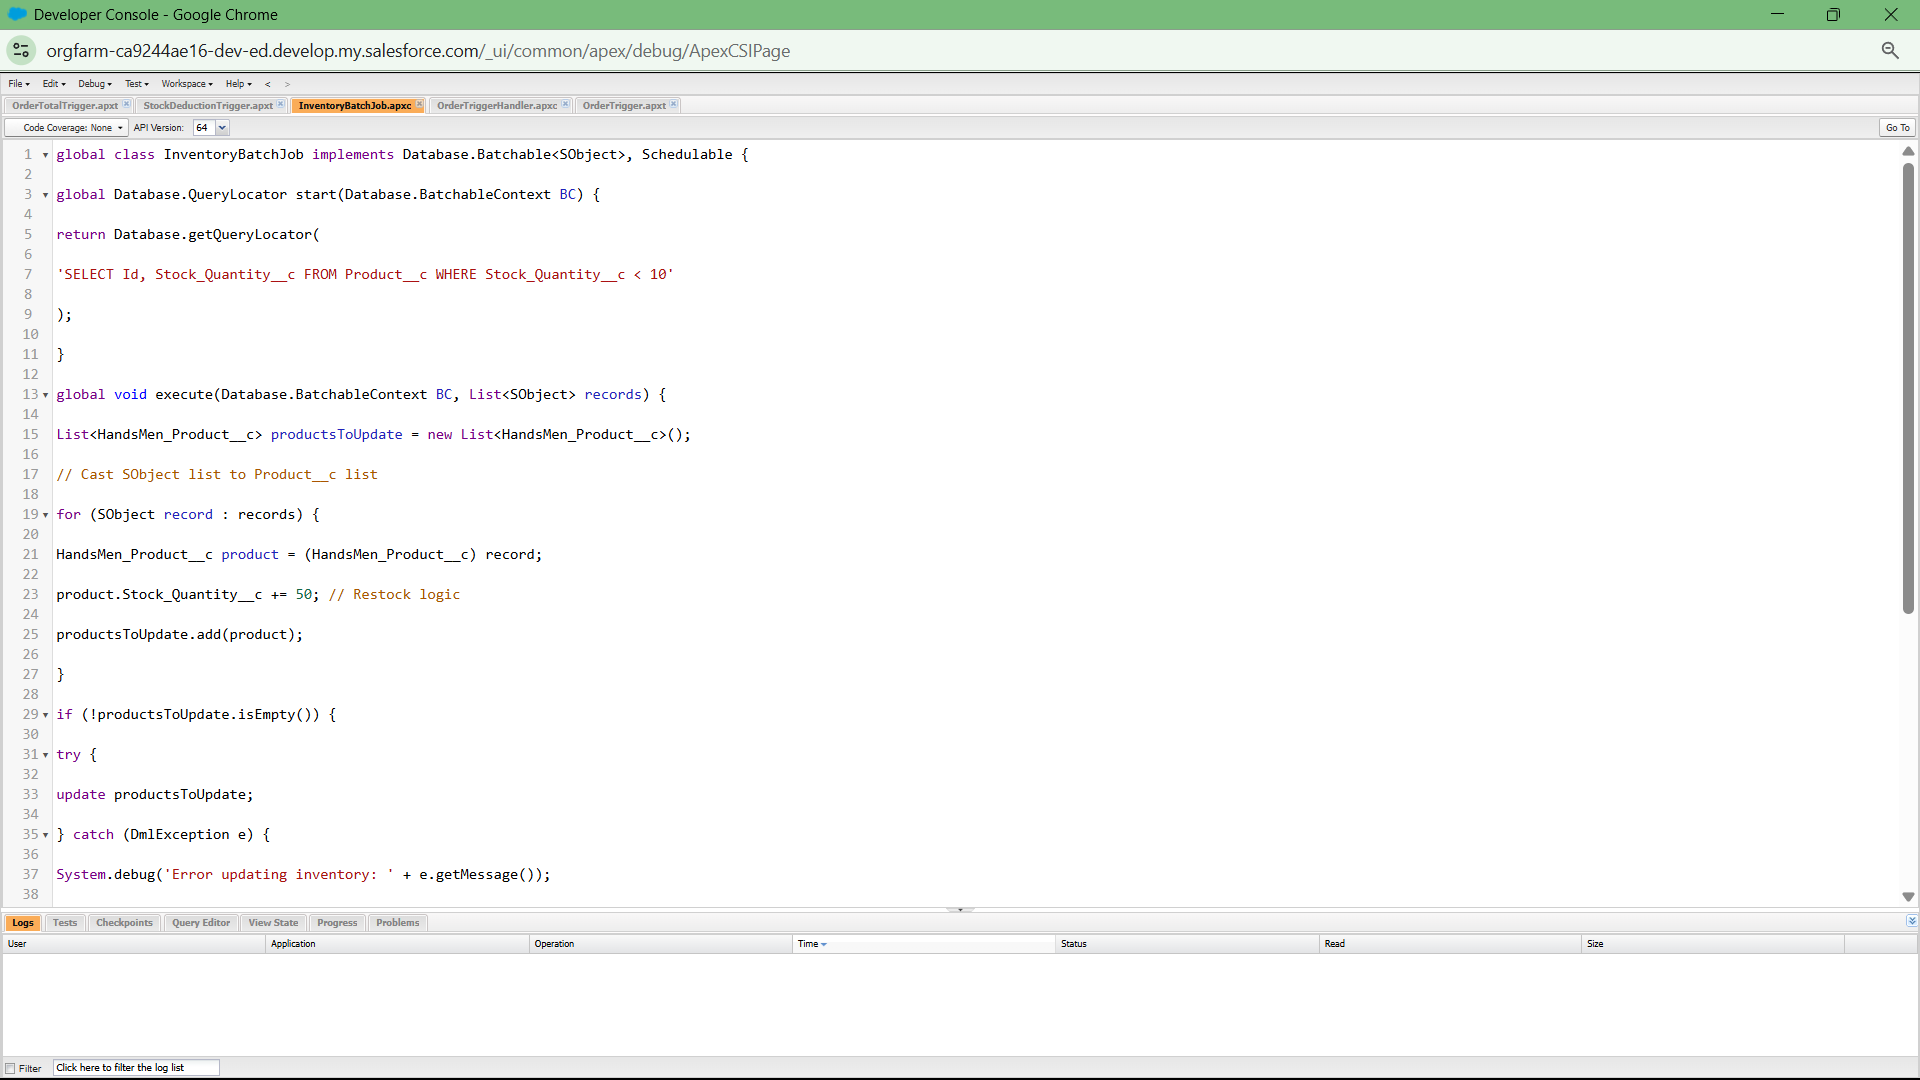 Developer Console - Google Chrome
orgfarm-ca9244ae16-dev-ed.develop.my.salesforce.com/_ui/common/apex/debug/ApexCSIPage
File Edit Debug Test Workspace Help < >
OrderTotalTrigger.apxt StockDeductionTrigger.apxt InventoryBatchJob.apxc OrderTriggerHandler.apxc OrderTrigger.apxt
Code Coverage: None API Version: 64 Go To
1 global class InventoryBatchJob implements Database.Batchable<SObject>, Schedulable {
2
3 global Database.QueryLocator start(Database.BatchableContext BC) {
4
5 return Database.getQueryLocator(
6
7 'SELECT Id, Stock_Quantity__c FROM Product__c WHERE Stock_Quantity__c < 10'
8
9 );
10
11 }
12
13 global void execute(Database.BatchableContext BC, List<SObject> records) {
14
15 List<HandsMen_Product__c> productsToUpdate = new List<HandsMen_Product__c>();
16
17 // Cast SObject list to Product__c list
18
19 for (SObject record : records) {
20
21 HandsMen_Product__c product = (HandsMen_Product__c) record;
22
23 product.Stock_Quantity__c += 50; // Restock logic
24
25 productsToUpdate.add(product);
26
27 }
28
29 if (!productsToUpdate.isEmpty()) {
30
31 try {
32
33 update productsToUpdate;
34
35 } catch (DmlException e) {
36
37 System.debug('Error updating inventory: ' + e.getMessage());
38
Logs Tests Checkpoints Query Editor View State Progress Problems
User Application Operation Time Status Read Size
Filter Click here to filter the log list